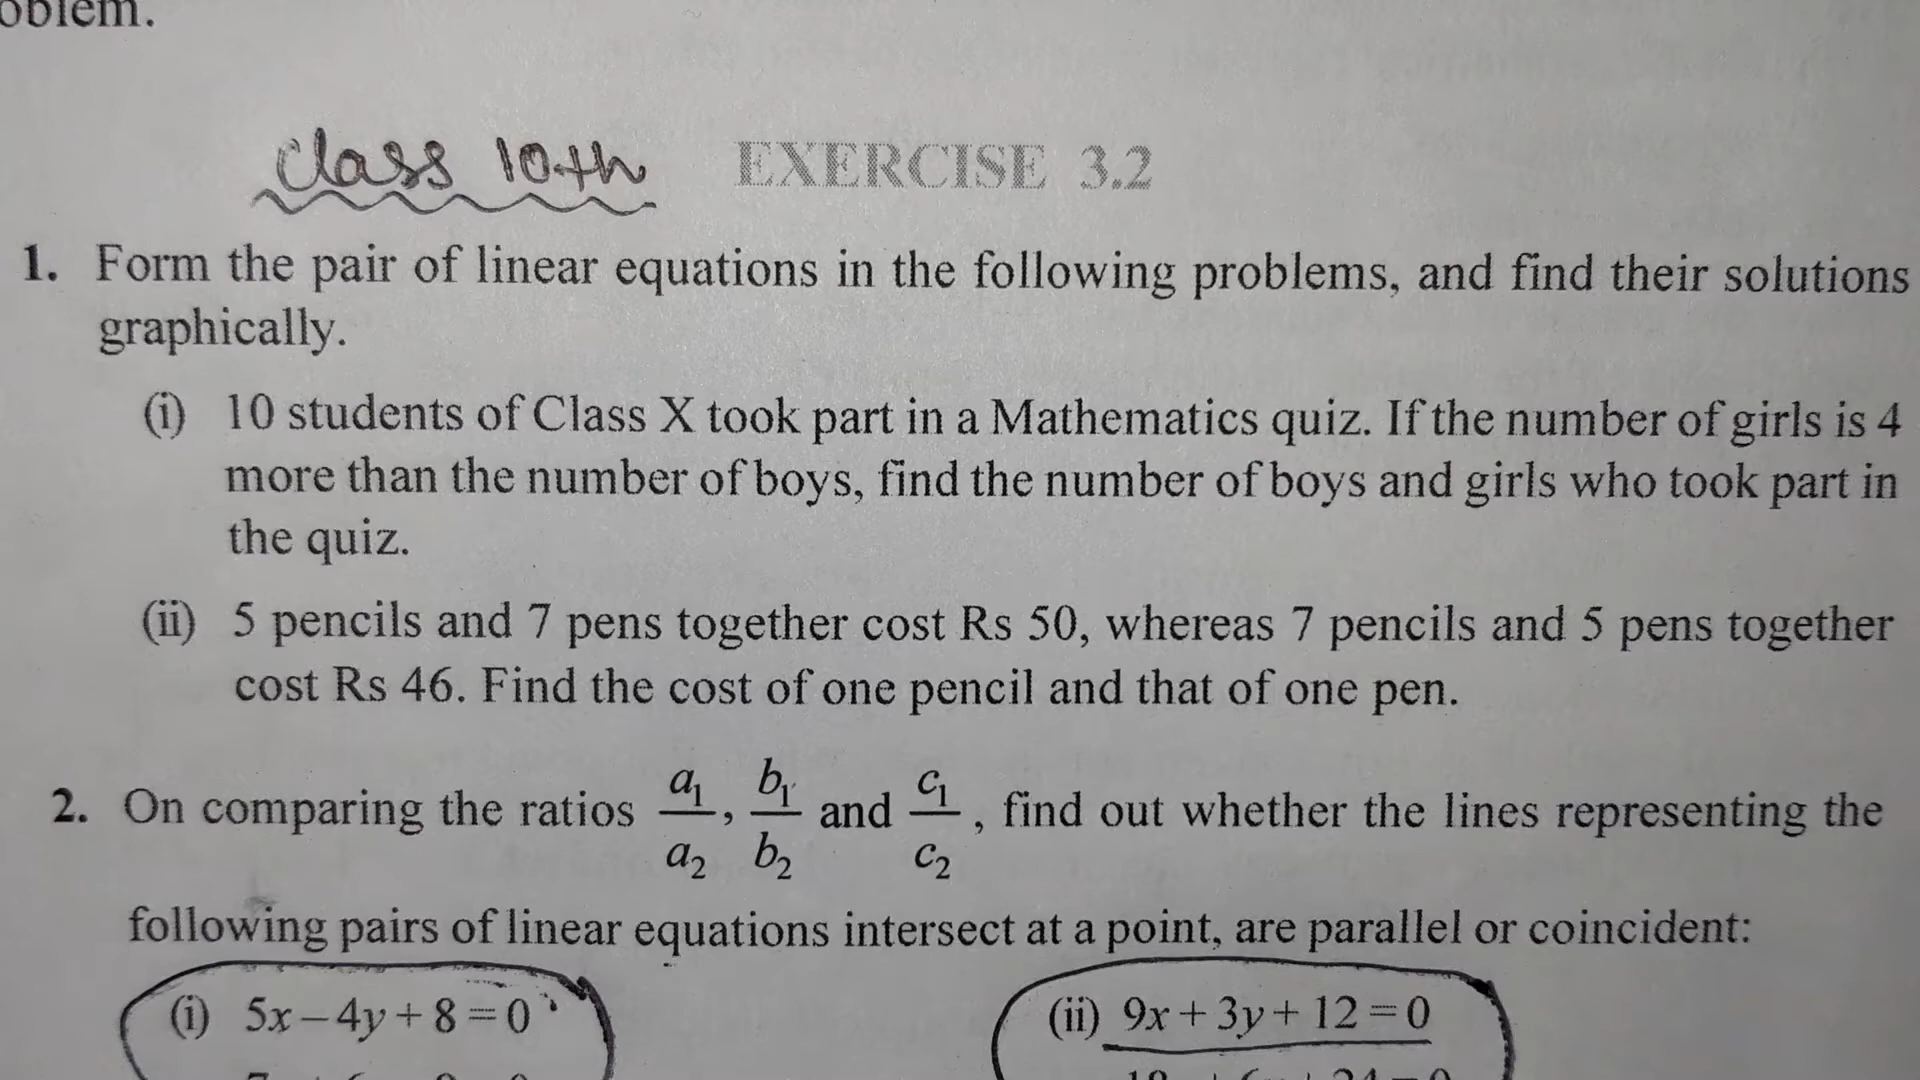 oblem.
Class 10th EXERCISE 3.2
1. Form the pair of linear equations in the following problems, and find their solutions
graphically.
(i) 10 students of Class X took part in a Mathematics quiz. If the number of girls is 4
more than the number of boys, find the number of boys and girls who took part in
the quiz.
(ii) 5 pencils and 7 pens together cost Rs 50, whereas 7 pencils and 5 pens together
cost Rs 46. Find the cost of one pencil and that of one pen.
2. On comparing the ratios a₁/a₂, b₁/b₂ and c₁/c₂, find out whether the lines representing the
following pairs of linear equations intersect at a point, are parallel or coincident:
(i) 5x – 4y + 8 = 0 (ii) 9x + 3y + 12 = 0